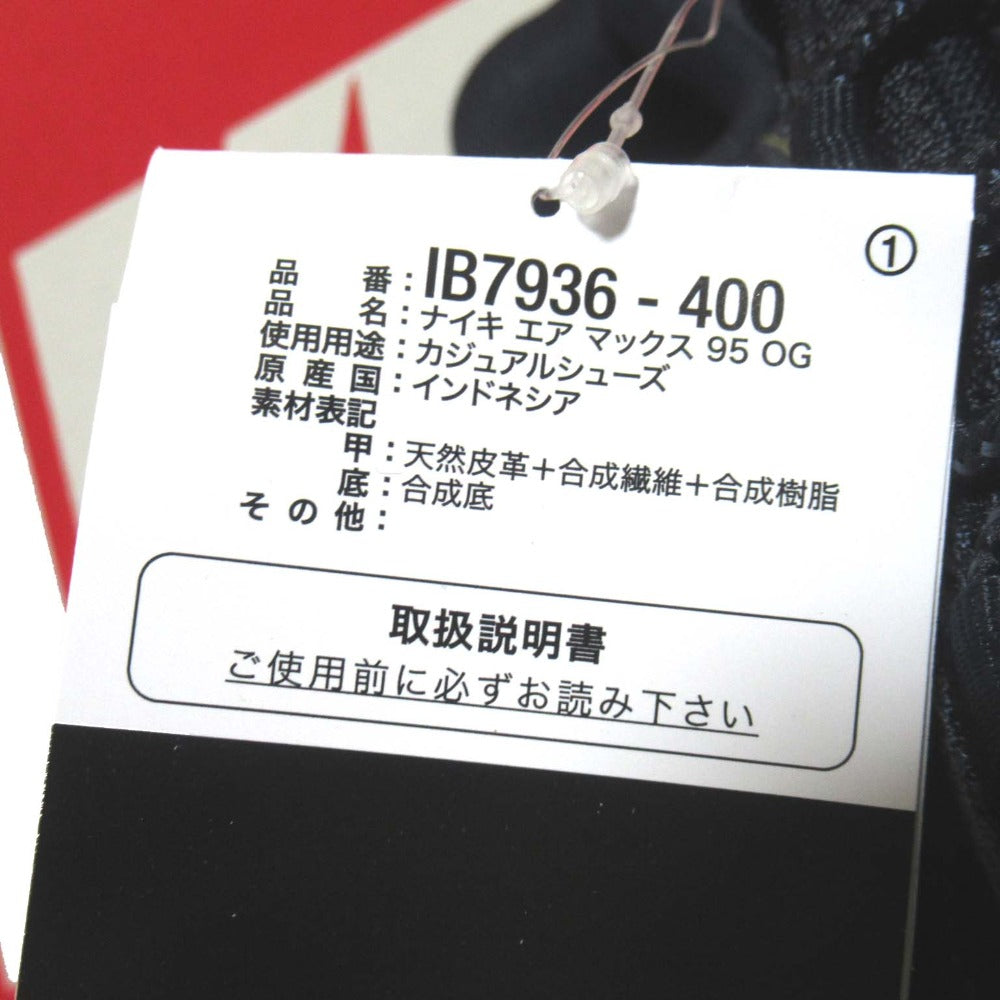 ①
品番:IB7936 - 400
品名:ナイキ エア マックス 95 OG
使用用途:カジュアルシューズ
原産国:インドネシア
素材表記
甲:天然皮革+合成繊維+合成樹脂
底:合成底
その他:
取扱説明書
ご使用前に必ずお読み下さい